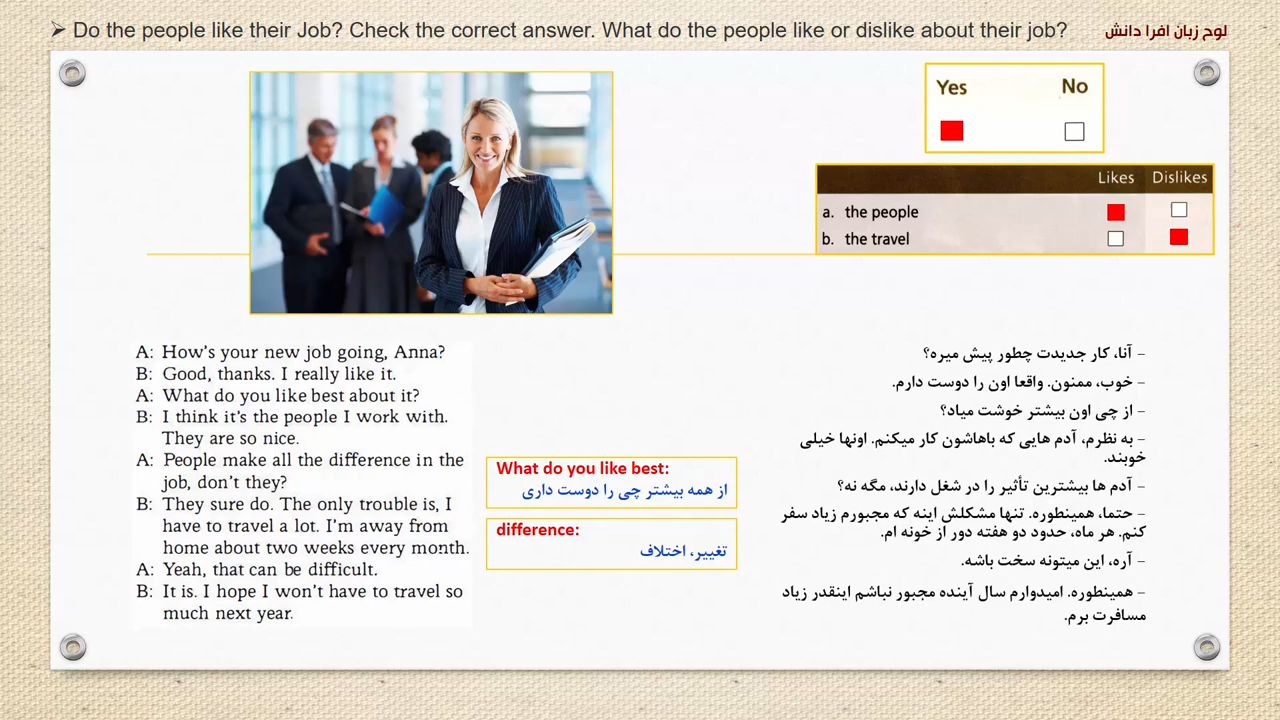 ➢ Do the people like their Job? Check the correct answer. What do the people like or dislike about their job?
لوح زبان افرا دانش
Yes No
Likes Dislikes
a. the people
b. the travel
A: How's your new job going, Anna?
B: Good, thanks. I really like it.
A: What do you like best about it?
B: I think it's the people I work with.
They are so nice.
A: People make all the difference in the
job, don't they?
B: They sure do. The only trouble is, I
have to travel a lot. I'm away from
home about two weeks every month.
A: Yeah, that can be difficult.
B: It is. I hope I won't have to travel so
much next year.
What do you like best:
از همه بیشتر چی را دوست داری
difference:
تغییر، اختلاف
– آنا، کار جدیدت چطور پیش میره؟
– خوب، ممنون. واقعا اون را دوست دارم.
– از چی اون بیشتر خوشت میاد؟
– به نظرم، آدم هایی که باهاشون کار میکنم. اونها خیلی
خوبند.
– آدم ها بیشترین تأثیر را در شغل دارند، مگه نه؟
– حتما، همینطوره. تنها مشکلش اینه که مجبورم زیاد سفر
کنم. هر ماه، حدود دو هفته دور از خونه ام.
– آره، این میتونه سخت باشه.
– همینطوره. امیدوارم سال آینده مجبور نباشم اینقدر زیاد
مسافرت برم.